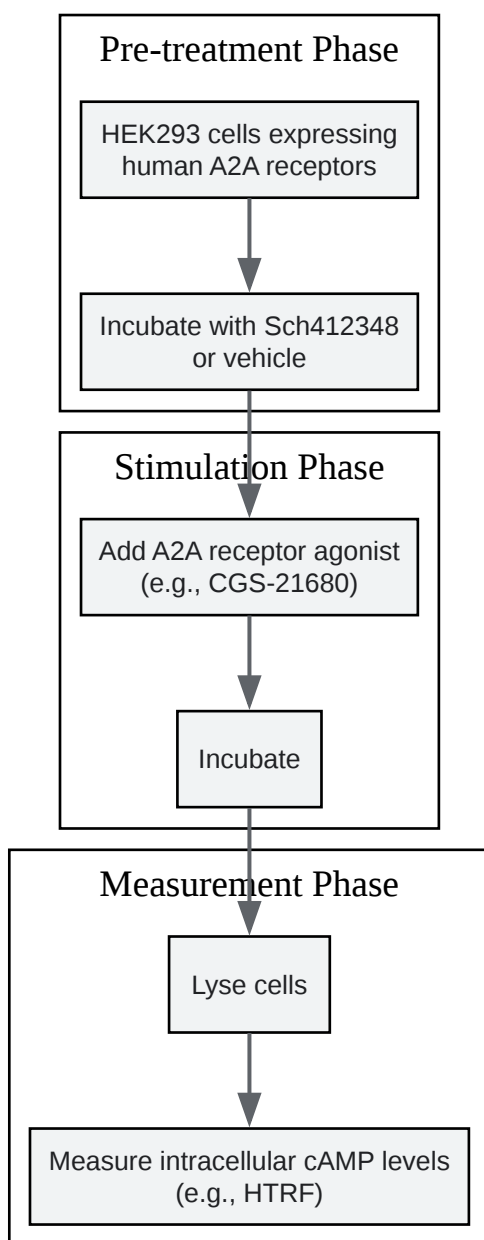 Pre-treatment Phase
HEK293 cells expressing
human A2A receptors
Incubate with Sch412348
or vehicle
Stimulation Phase
Add A2A receptor agonist
(e.g., CGS-21680)
Incubate
Measurement Phase
Lyse cells
Measure intracellular cAMP levels
(e.g., HTRF)